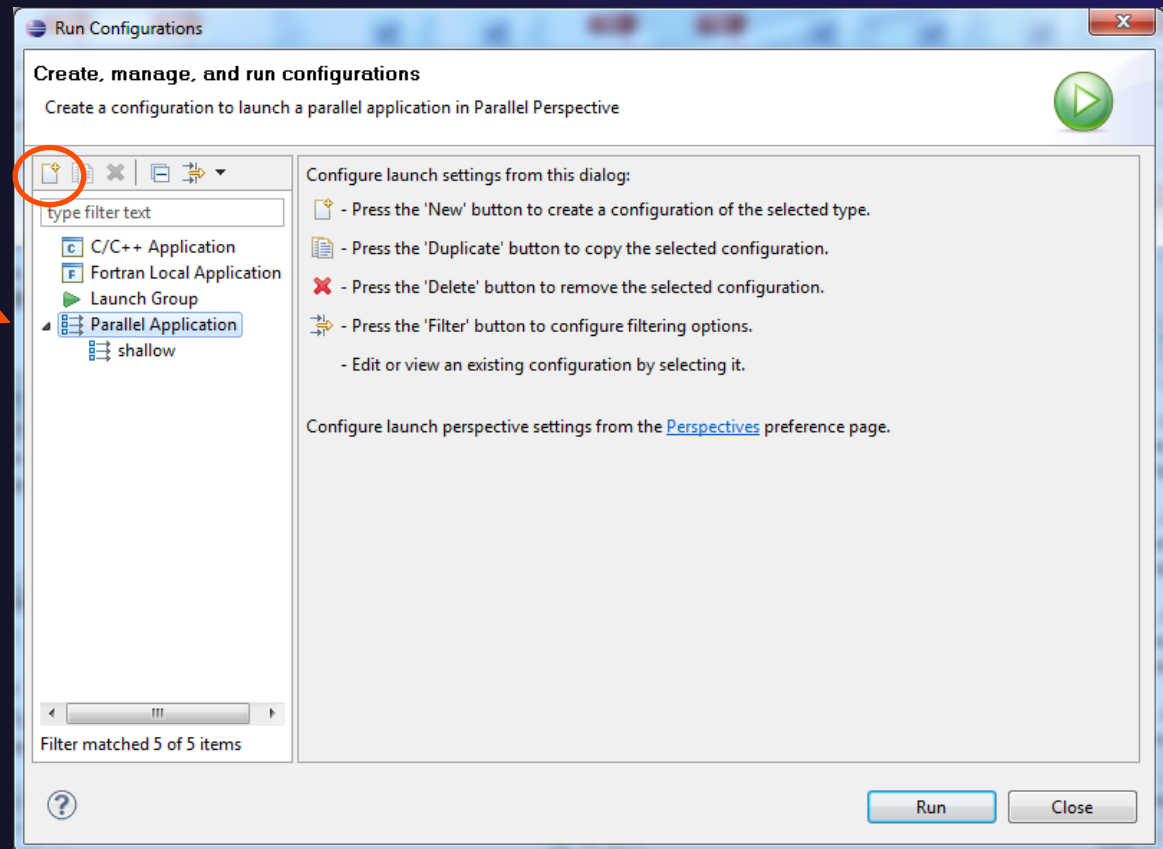 Run Configurations
Create, manage, and run configurations
Create a configuration to launch a parallel application in Parallel Perspective
type filter text
C/C++ Application
Fortran Local Application
Launch Group
Parallel Application
shallow
Filter matched 5 of 5 items
Configure launch settings from this dialog:
- Press the 'New' button to create a configuration of the selected type.
- Press the 'Duplicate' button to copy the selected configuration.
- Press the 'Delete' button to remove the selected configuration.
- Press the 'Filter' button to configure filtering options.
- Edit or view an existing configuration by selecting it.
Configure launch perspective settings from the Perspectives preference page.
Run
Close